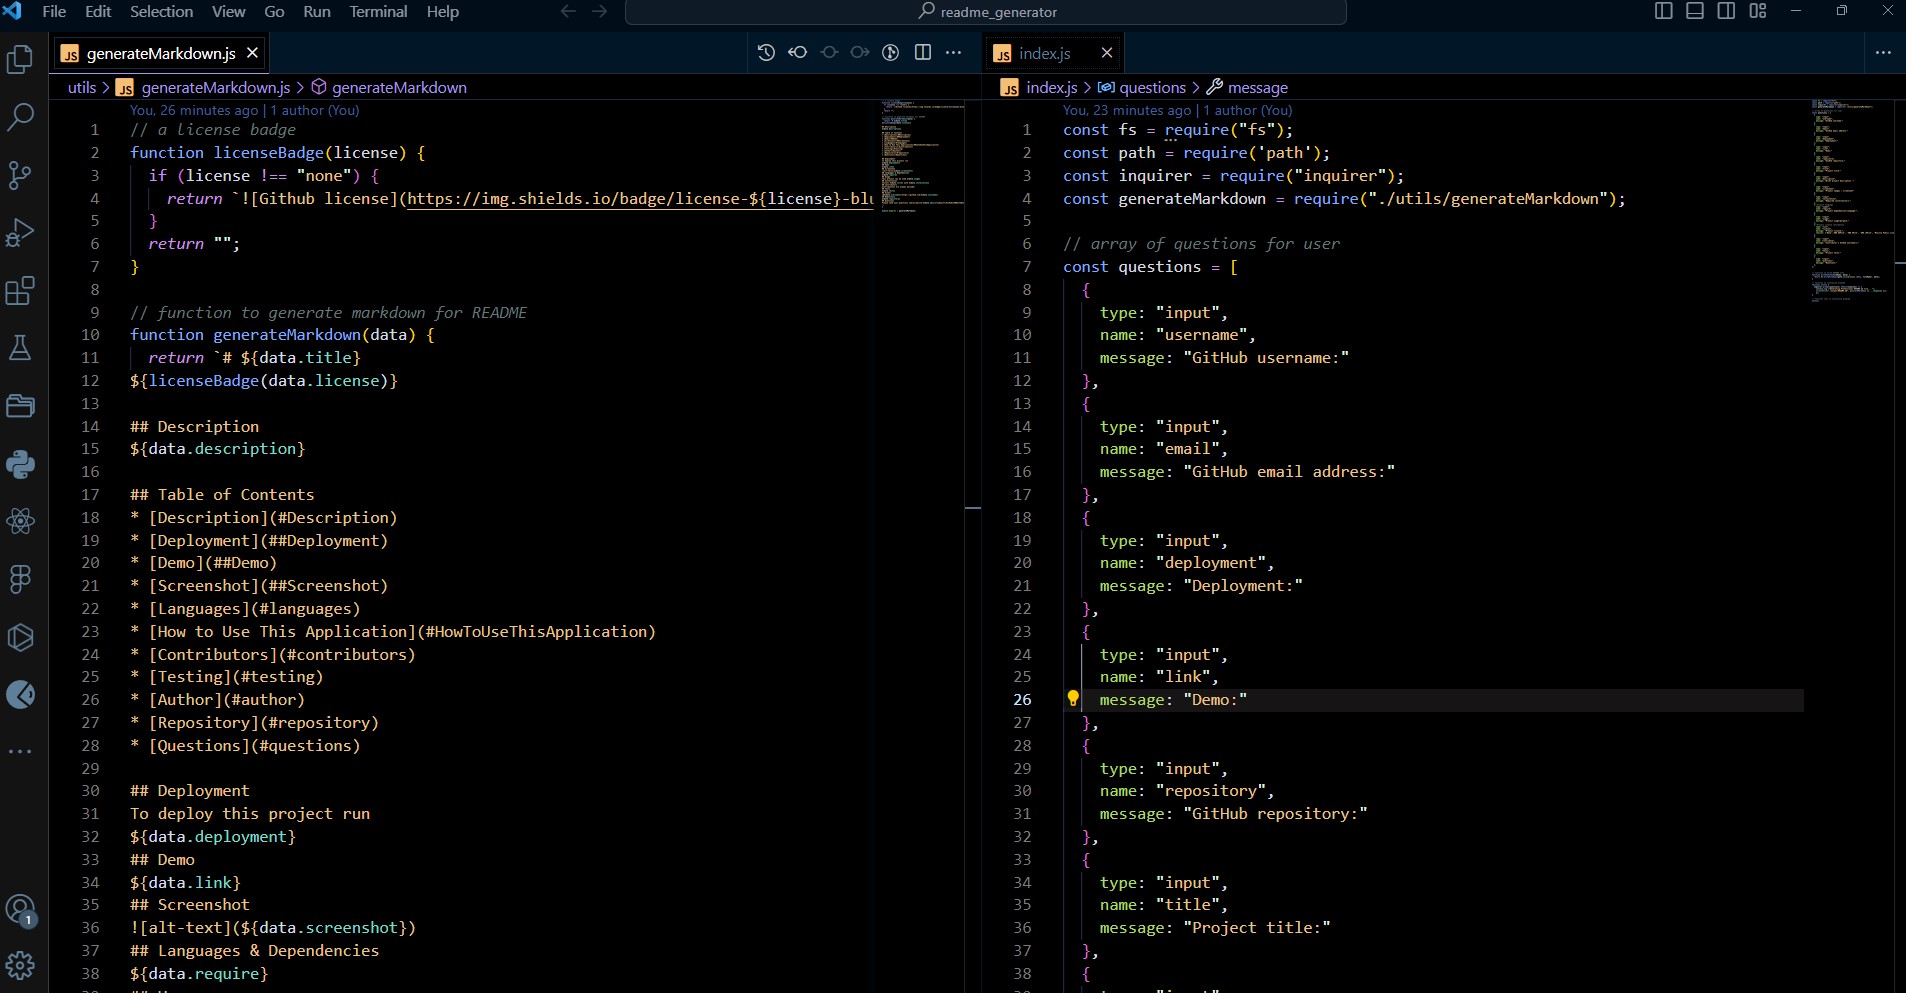 File Edit Selection View Go Run Terminal Help
readme_generator
JS generateMarkdown.js
utils > JS generateMarkdown.js > generateMarkdown
You, 26 minutes ago | 1 author (You)
1 // a license badge
2 function licenseBadge(license) {
3 if (license !== "none") {
4 return `![Github license](https://img.shields.io/badge/license-${license}-blu
5 }
6 return "";
7 }
8
9 // function to generate markdown for README
10 function generateMarkdown(data) {
11 return `# ${data.title}
12 ${licenseBadge(data.license)}
13
14 ## Description
15 ${data.description}
16
17 ## Table of Contents
18 * [Description](#Description)
19 * [Deployment](##Deployment)
20 * [Demo](##Demo)
21 * [Screenshot](##Screenshot)
22 * [Languages](#languages)
23 * [How to Use This Application](#HowToUseThisApplication)
24 * [Contributors](#contributors)
25 * [Testing](#testing)
26 * [Author](#author)
27 * [Repository](#repository)
28 * [Questions](#questions)
29
30 ## Deployment
31 To deploy this project run
32 ${data.deployment}
33 ## Demo
34 ${data.link}
35 ## Screenshot
36 ![alt-text](${data.screenshot})
37 ## Languages & Dependencies
38 ${data.require}
JS index.js
JS index.js > questions > message
You, 23 minutes ago | 1 author (You)
1 const fs = require("fs");
2 const path = require('path');
3 const inquirer = require("inquirer");
4 const generateMarkdown = require("./utils/generateMarkdown");
5
6 // array of questions for user
7 const questions = [
8 {
9 type: "input",
10 name: "username",
11 message: "GitHub username:"
12 },
13 {
14 type: "input",
15 name: "email",
16 message: "GitHub email address:"
17 },
18 {
19 type: "input",
20 name: "deployment",
21 message: "Deployment:"
22 },
23 {
24 type: "input",
25 name: "link",
26 message: "Demo:"
27 },
28 {
29 type: "input",
30 name: "repository",
31 message: "GitHub repository:"
32 },
33 {
34 type: "input",
35 name: "title",
36 message: "Project title:"
37 },
38 {
1